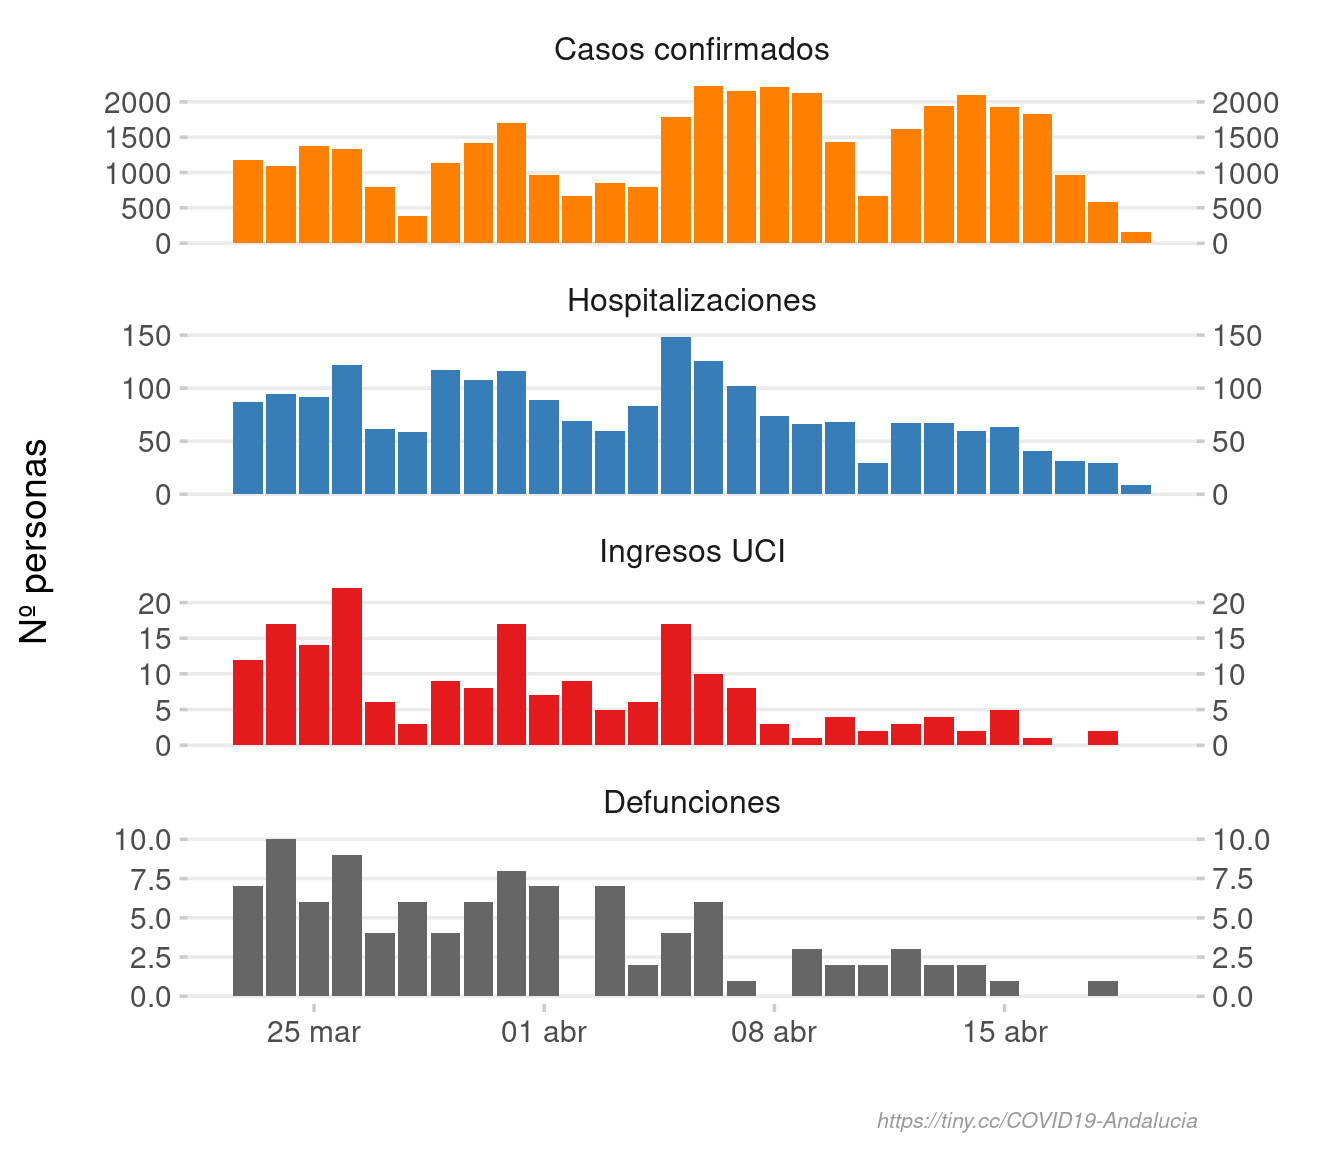 Casos confirmados
2000 2000
1500 1500
1000 1000
500 500
0 0
Hospitalizaciones
150 150
100 100
50 50
0 0
Nº personas
Ingresos UCI
20 20
15 15
10 10
5 5
0 0
Defunciones
10.0 10.0
7.5 7.5
5.0 5.0
2.5 2.5
0.0 0.0
25 mar 01 abr 08 abr 15 abr
https://tiny.cc/COVID19-Andalucia